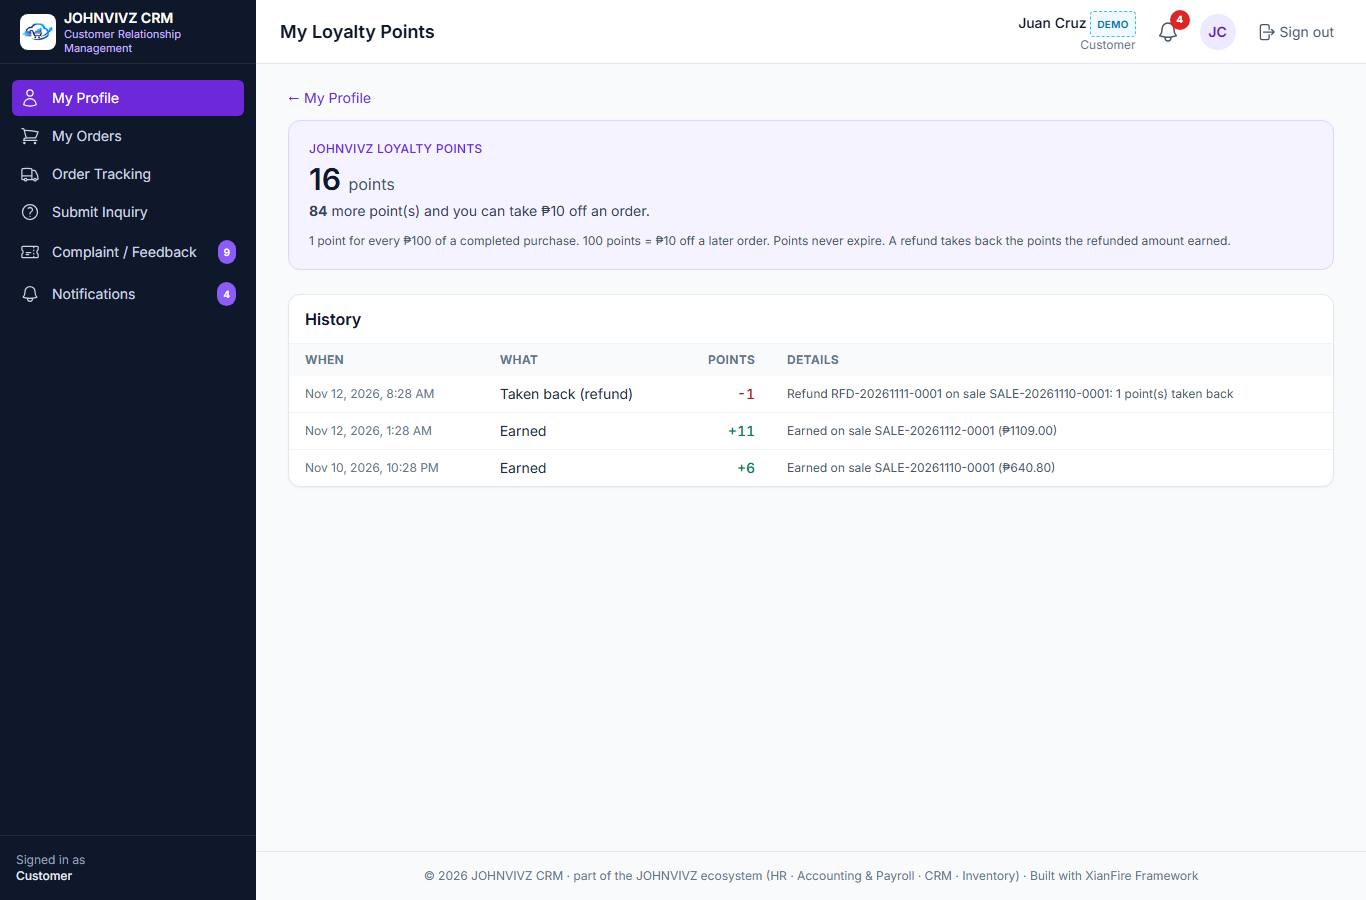 JOHNVIVZ CRM
Customer Relationship
Management
My Profile
My Orders
Order Tracking
Submit Inquiry
Complaint / Feedback 9
Notifications 4
Signed in as
Customer
My Loyalty Points
Juan Cruz DEMO
Customer
4
JC
Sign out
← My Profile
JOHNVIVZ LOYALTY POINTS
16 points
84 more point(s) and you can take ₱10 off an order.
1 point for every ₱100 of a completed purchase. 100 points = ₱10 off a later order. Points never expire. A refund takes back the points the refunded amount earned.
History
WHEN WHAT POINTS DETAILS
Nov 12, 2026, 8:28 AM Taken back (refund) -1 Refund RFD-20261111-0001 on sale SALE-20261110-0001: 1 point(s) taken back
Nov 12, 2026, 1:28 AM Earned +11 Earned on sale SALE-20261112-0001 (₱1109.00)
Nov 10, 2026, 10:28 PM Earned +6 Earned on sale SALE-20261110-0001 (₱640.80)
© 2026 JOHNVIVZ CRM · part of the JOHNVIVZ ecosystem (HR · Accounting & Payroll · CRM · Inventory) · Built with XianFire Framework